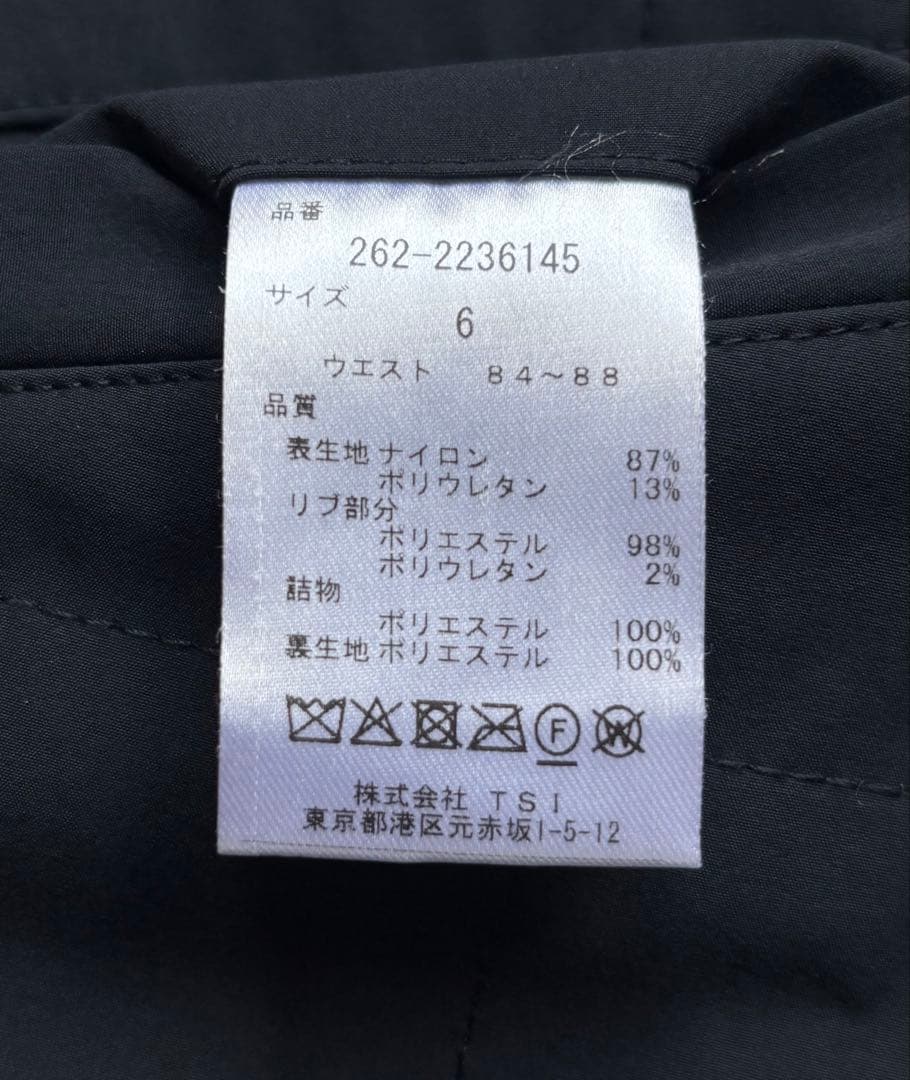 品番
262-2236145
サイズ
6
ウエスト 84～88
品質
表生地 ナイロン 87%
ポリウレタン 13%
リブ部分
ポリエステル 98%
ポリウレタン 2%
詰物
ポリエステル 100%
裏生地 ポリエステル 100%
F W
株式会社 TSI
東京都港区元赤坂1-5-12